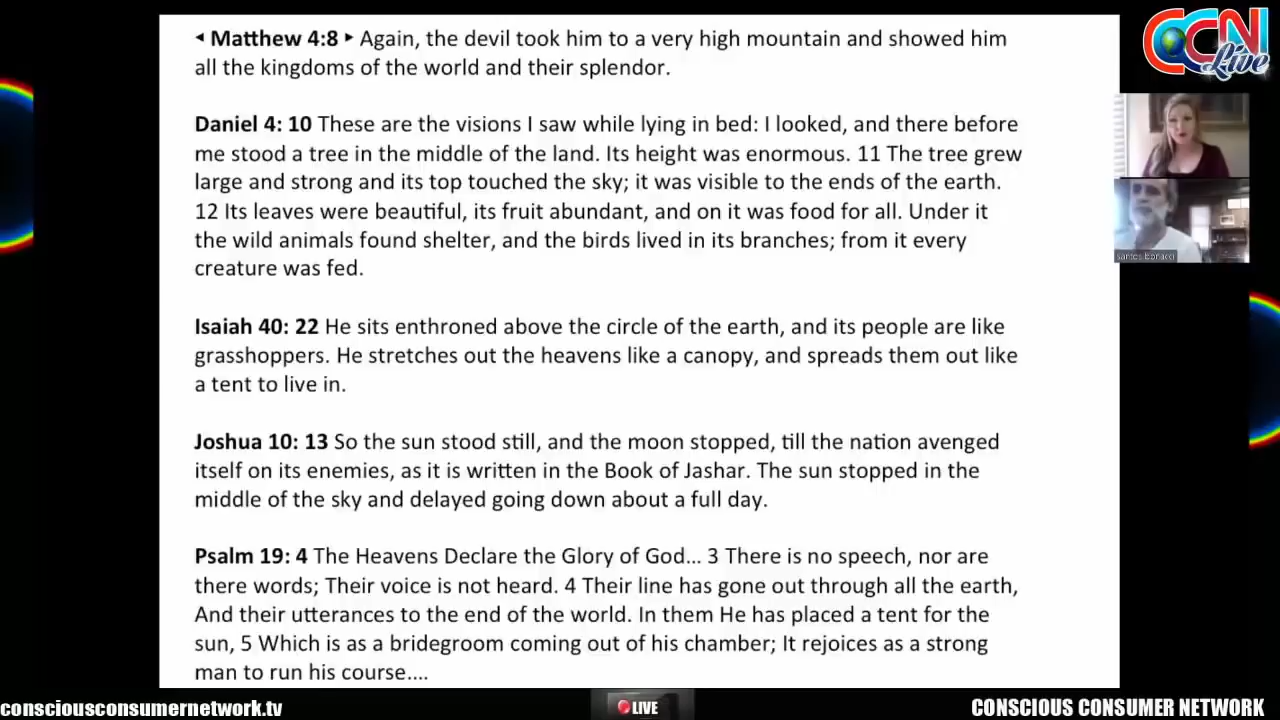 ◂ Matthew 4:8 ▸ Again, the devil took him to a very high mountain and showed him
all the kingdoms of the world and their splendor.
Daniel 4: 10 These are the visions I saw while lying in bed: I looked, and there before
me stood a tree in the middle of the land. Its height was enormous. 11 The tree grew
large and strong and its top touched the sky; it was visible to the ends of the earth.
12 Its leaves were beautiful, its fruit abundant, and on it was food for all. Under it
the wild animals found shelter, and the birds lived in its branches; from it every
creature was fed.
Isaiah 40: 22 He sits enthroned above the circle of the earth, and its people are like
grasshoppers. He stretches out the heavens like a canopy, and spreads them out like
a tent to live in.
Joshua 10: 13 So the sun stood still, and the moon stopped, till the nation avenged
itself on its enemies, as it is written in the Book of Jashar. The sun stopped in the
middle of the sky and delayed going down about a full day.
Psalm 19: 4 The Heavens Declare the Glory of God... 3 There is no speech, nor are
there words; Their voice is not heard. 4 Their line has gone out through all the earth,
And their utterances to the end of the world. In them He has placed a tent for the
sun, 5 Which is as a bridegroom coming out of his chamber; It rejoices as a strong
man to run his course....
CCN
Live
santos bonacci
consciousconsumernetwork.tv
LIVE
CONSCIOUS CONSUMER NETWORK